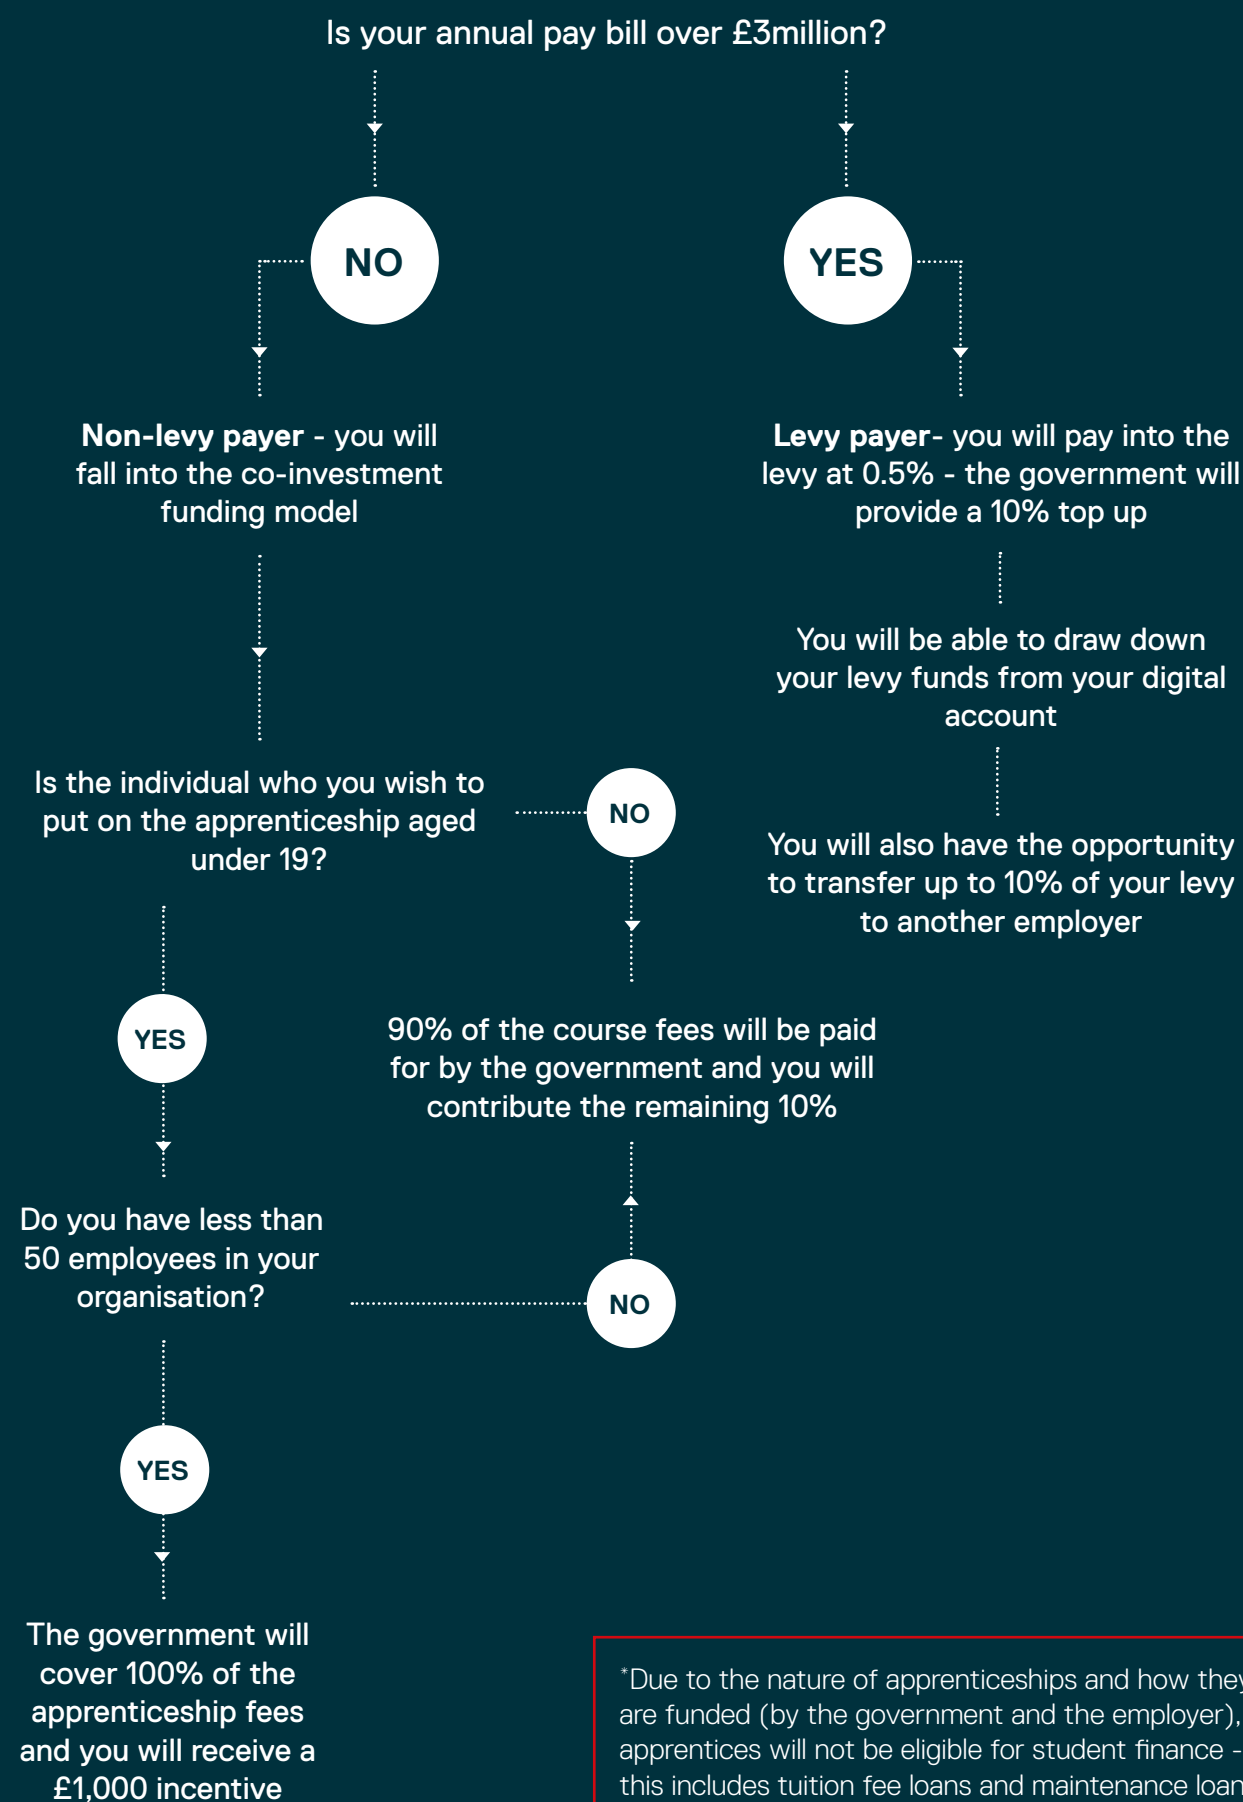 Is your annual pay bill over £3million?
NO
YES
Non-levy payer - you will
fall into the co-investment
funding model
Levy payer- you will pay into the
levy at 0.5% - the government will
provide a 10% top up
You will be able to draw down
your levy funds from your digital
account
You will also have the opportunity
to transfer up to 10% of your levy
to another employer
Is the individual who you wish to
put on the apprenticeship aged
under 19?
NO
YES
90% of the course fees will be paid
for by the government and you will
contribute the remaining 10%
Do you have less than
50 employees in your
organisation?
NO
YES
The government will
cover 100% of the
apprenticeship fees
and you will receive a
£1,000 incentive
*Due to the nature of apprenticeships and how they
are funded (by the government and the employer),
apprentices will not be eligible for student finance -
this includes tuition fee loans and maintenance loan